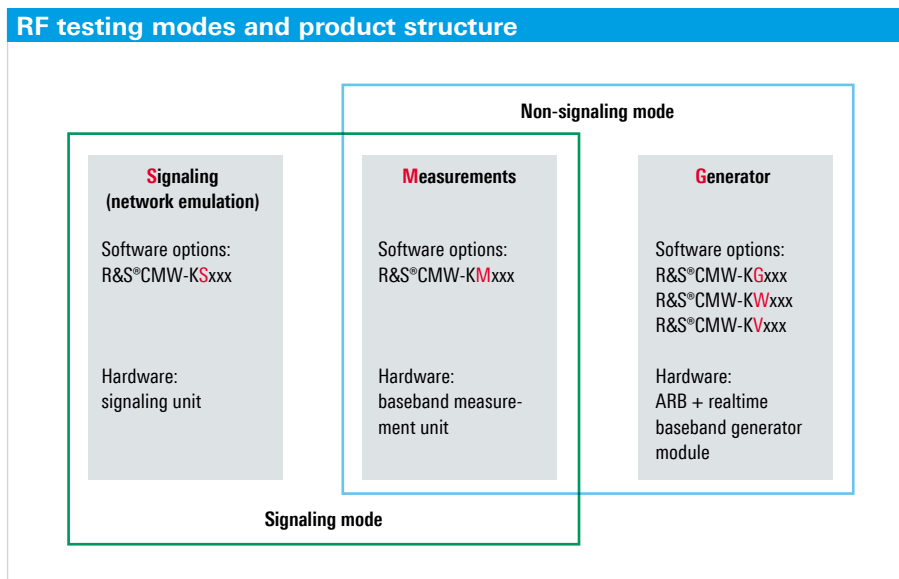 RF testing modes and product structure
Non-signaling mode
Signaling
(network emulation)
Software options:
R&S®CMW-KSxxx
Hardware:
signaling unit
Measurements
Software options:
R&S®CMW-KMxxx
Hardware:
baseband measure-
ment unit
Generator
Software options:
R&S®CMW-KGxxx
R&S®CMW-KWxxx
R&S®CMW-KVxxx
Hardware:
ARB + realtime
baseband generator
module
Signaling mode